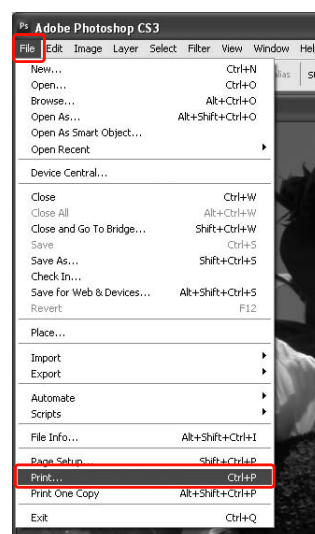 Ps Adobe Photoshop CS3
File Edit Image Layer Select Filter View Window Hel
New... Ctrl+N
Open... Ctrl+O
Browse... Alt+Ctrl+O
Open As... Alt+Shift+Ctrl+O
Open As Smart Object...
Open Recent
Device Central...
Close Ctrl+W
Close All Alt+Ctrl+W
Close and Go To Bridge... Shift+Ctrl+W
Save Ctrl+S
Save As... Shift+Ctrl+S
Check In...
Save for Web & Devices... Alt+Shift+Ctrl+S
Revert F12
Place...
Import
Export
Automate
Scripts
File Info... Alt+Shift+Ctrl+I
Page Setup... Shift+Ctrl+P
Print... Ctrl+P
Print One Copy Alt+Shift+Ctrl+P
Exit Ctrl+Q